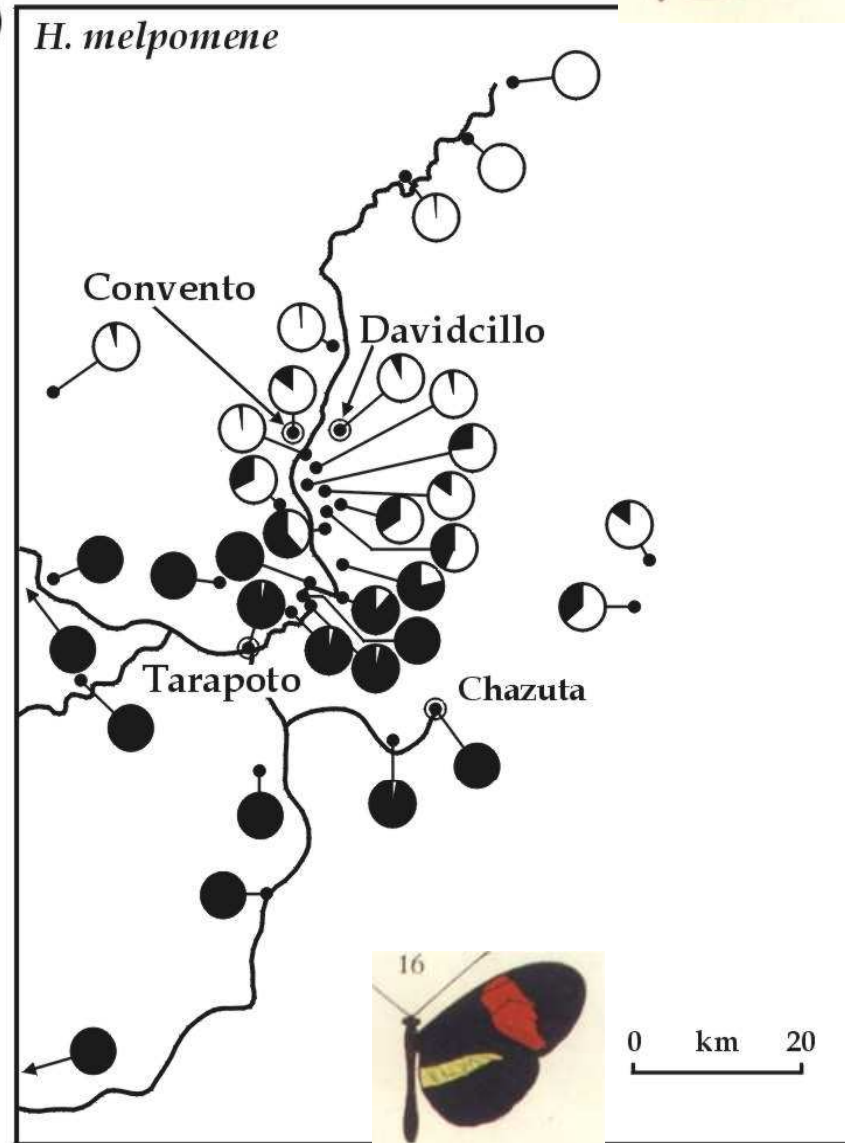 )
H. melpomene
Convento
Davidcillo
Tarapoto
Chazuta
16
0 km 20